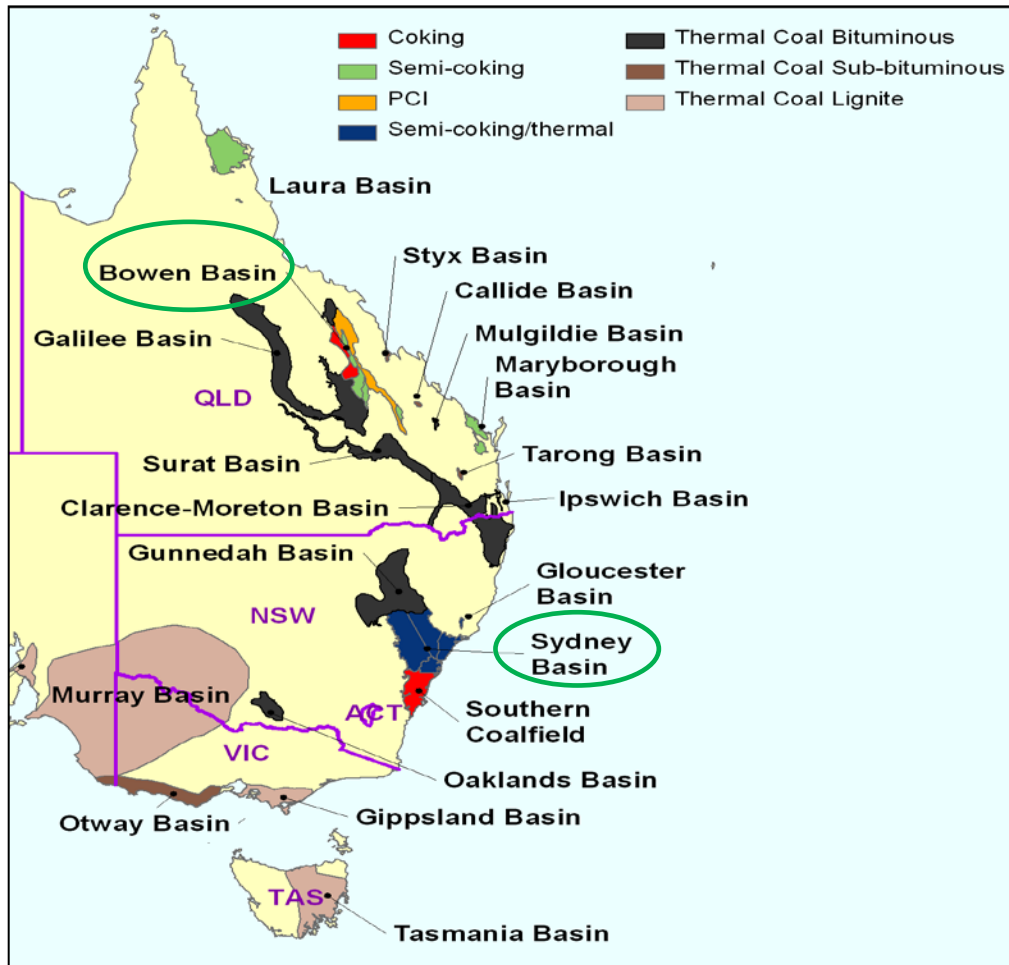 Coking
Semi-coking
PCI
Semi-coking/thermal
Thermal Coal Bituminous
Thermal Coal Sub-bituminous
Thermal Coal Lignite
Laura Basin
Bowen Basin
Styx Basin
Callide Basin
Galilee Basin
Mulgildie Basin
Maryborough
Basin
QLD
Surat Basin
Tarong Basin
Clarence-Moreton Basin
Ipswich Basin
Gunnedah Basin
Gloucester
Basin
NSW
Sydney
Basin
Murray Basin
ACT
Southern
Coalfield
VIC
Oaklands Basin
Otway Basin
Gippsland Basin
TAS
Tasmania Basin